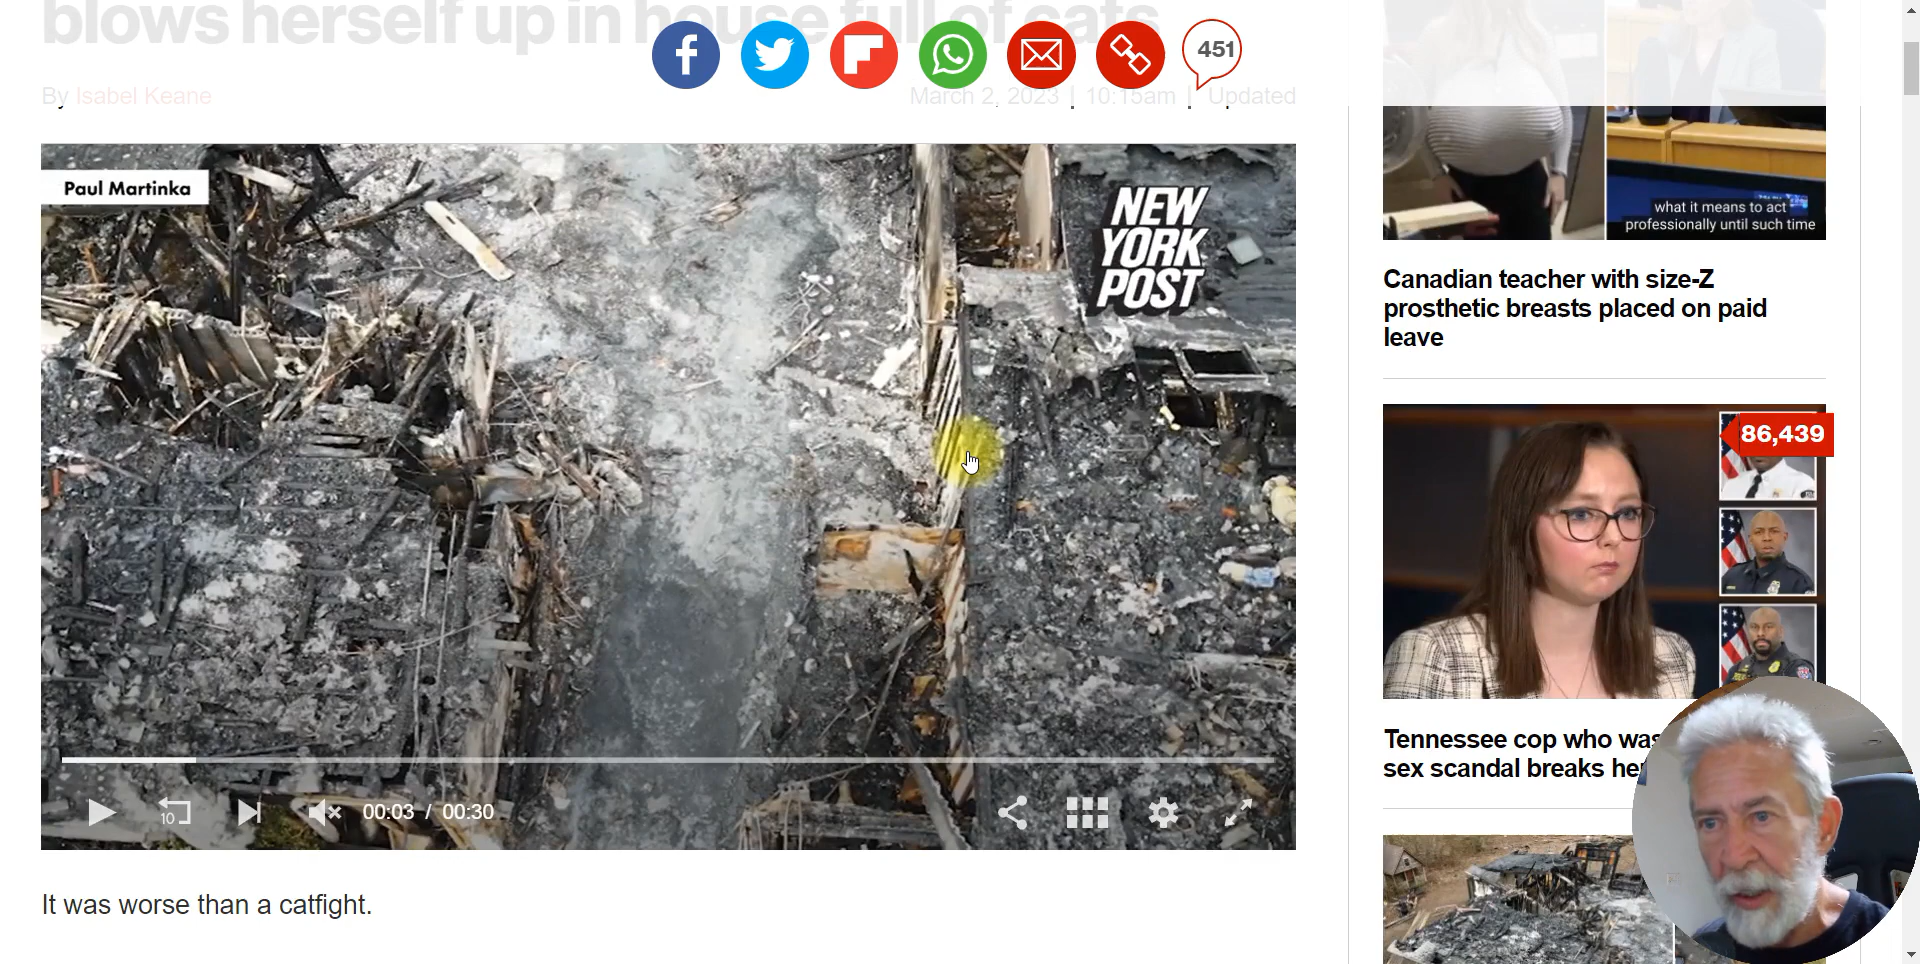 blows herself up in house full of cats
451
By Isabel Keane
March 2, 2023 | 10:15am | Updated
Paul Martinka
NEW
YORK
POST
00:03 / 00:30
10
It was worse than a catfight.
what it means to act
professionally until such time
Canadian teacher with size-Z
prosthetic breasts placed on paid
leave
86,439
Tennessee cop who was
sex scandal breaks her